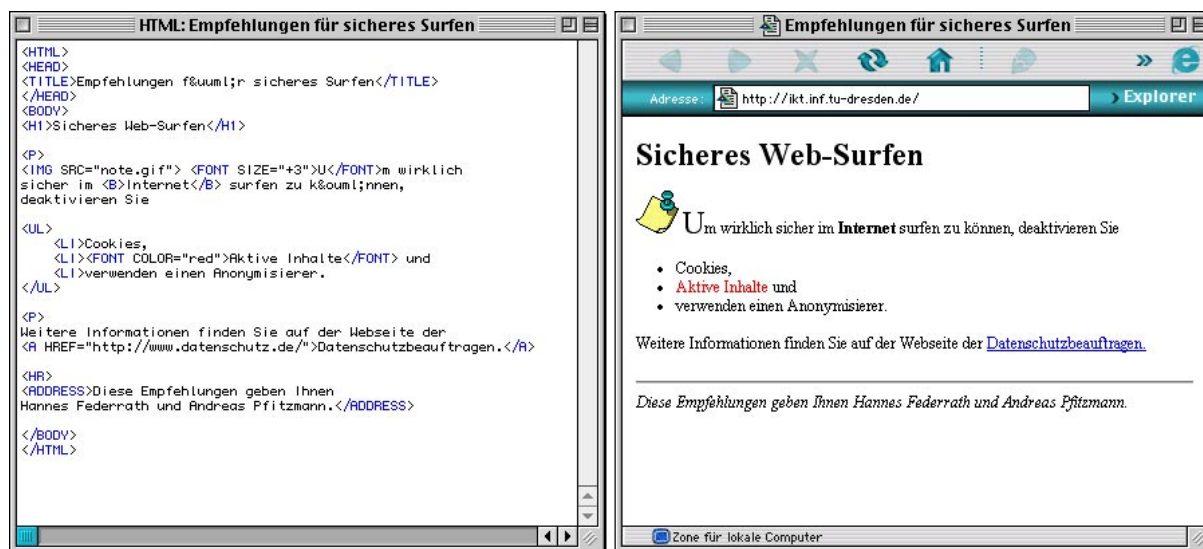 HTML: Empfehlungen für sicheres Surfen
<HTML>
<HEAD>
<TITLE>Empfehlungen f&uuml;r sicheres Surfen</TITLE>
</HEAD>
<BODY>
<H1>Sicheres Web-Surfen</H1>
<P>
<IMG SRC="note.gif"> <FONT SIZE="+3">U</FONT>m wirklich
sicher im <B>Internet</B> surfen zu k&ouml;nnen,
deaktivieren Sie
<UL>
<LI>Cookies,
<LI><FONT COLOR="red">Aktive Inhalte</FONT> und
<LI>verwenden einen Anonymisierer.
</UL>
<P>
Weitere Informationen finden Sie auf der Webseite der
<A HREF="http://www.datenschutz.de/">Datenschutzbeauftragen.</A>
<HR>
<ADDRESS>Diese Empfehlungen geben Ihnen
Hannes Federrath und Andreas Pfitzmann.</ADDRESS>
</BODY>
</HTML>
Empfehlungen für sicheres Surfen
Adresse: http://ikt.inf.tu-dresden.de/ Explorer
Sicheres Web-Surfen
Um wirklich sicher im Internet surfen zu können, deaktivieren Sie
• Cookies,
• Aktive Inhalte und
• verwenden einen Anonymisierer.
Weitere Informationen finden Sie auf der Webseite der Datenschutzbeauftragen.
Diese Empfehlungen geben Ihnen Hannes Federrath und Andreas Pfitzmann.
Zone für lokale Computer